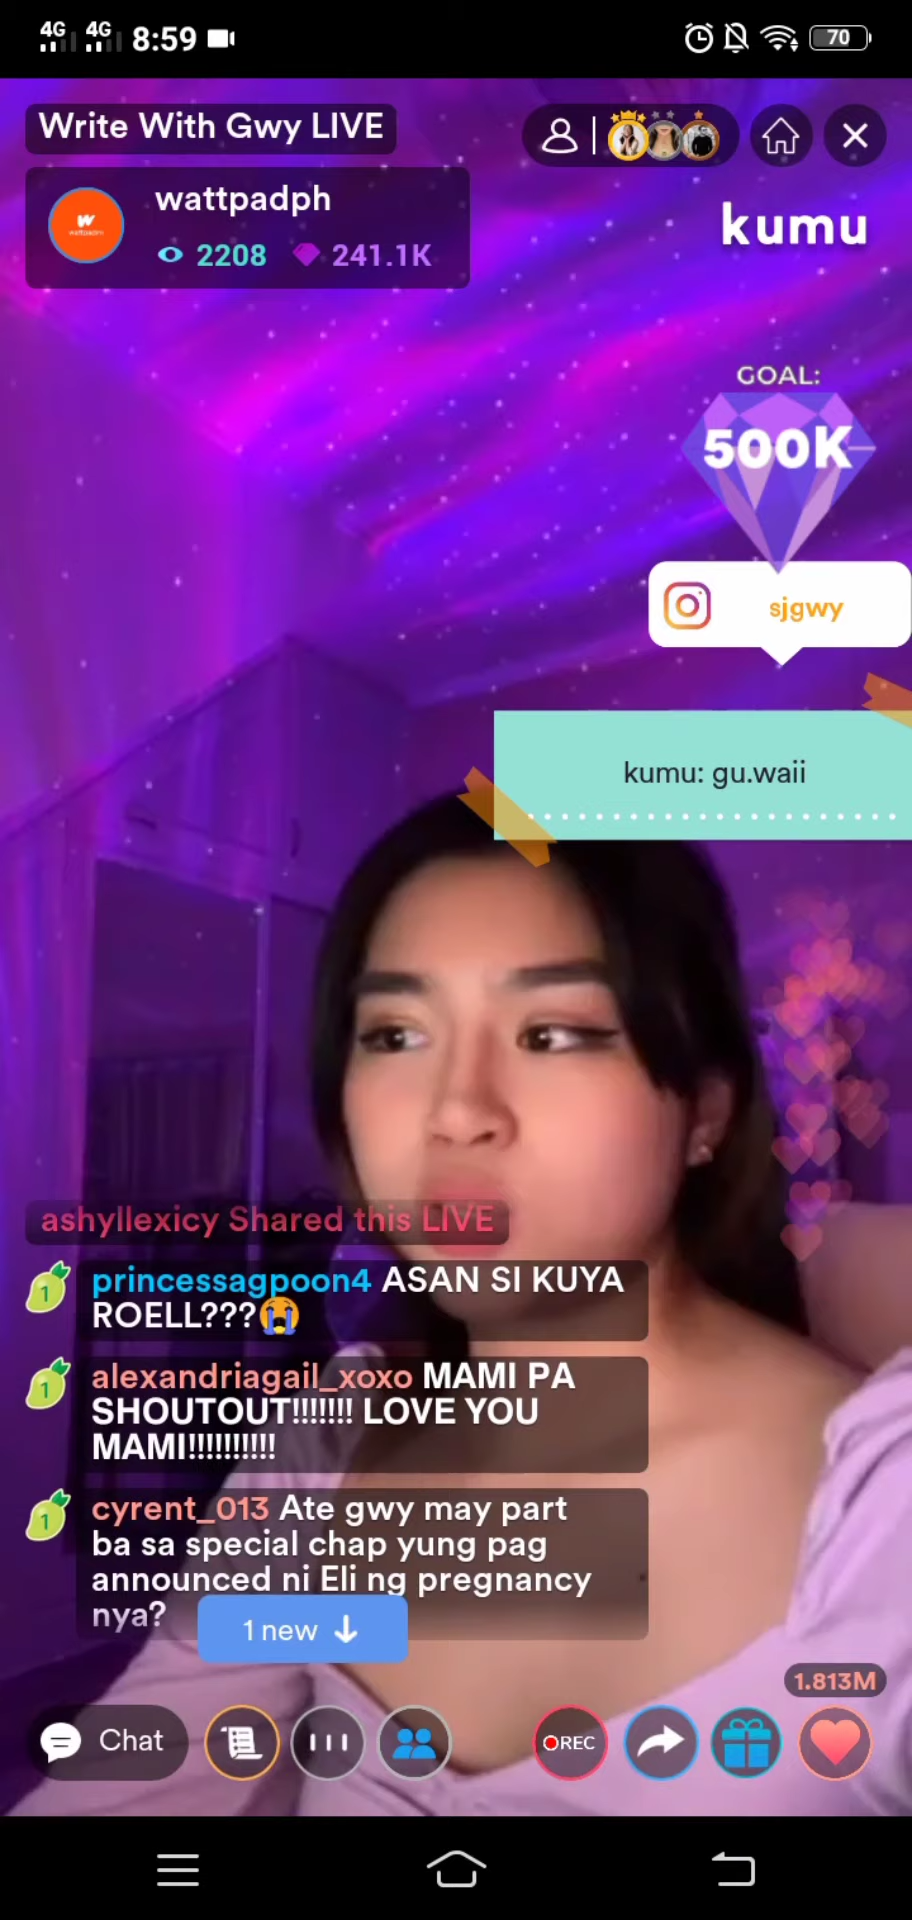 4G 4G 8:59 70
Write With Gwy LIVE
wattpadph
2208 241.1K
kumu
GOAL:
500K
sjgwy
kumu: gu.waii
ashyllexicy Shared this LIVE
1 princessagpoon4 ASAN SI KUYA
ROELL???😭
1 alexandriagail_xoxo MAMI PA
SHOUTOUT!!!!!!! LOVE YOU
MAMI!!!!!!!!!!
1 cyrent_013 Ate gwy may part
ba sa special chap yung pag
announced ni Eli ng pregnancy
nya?
1 new
1.813M
Chat
REC